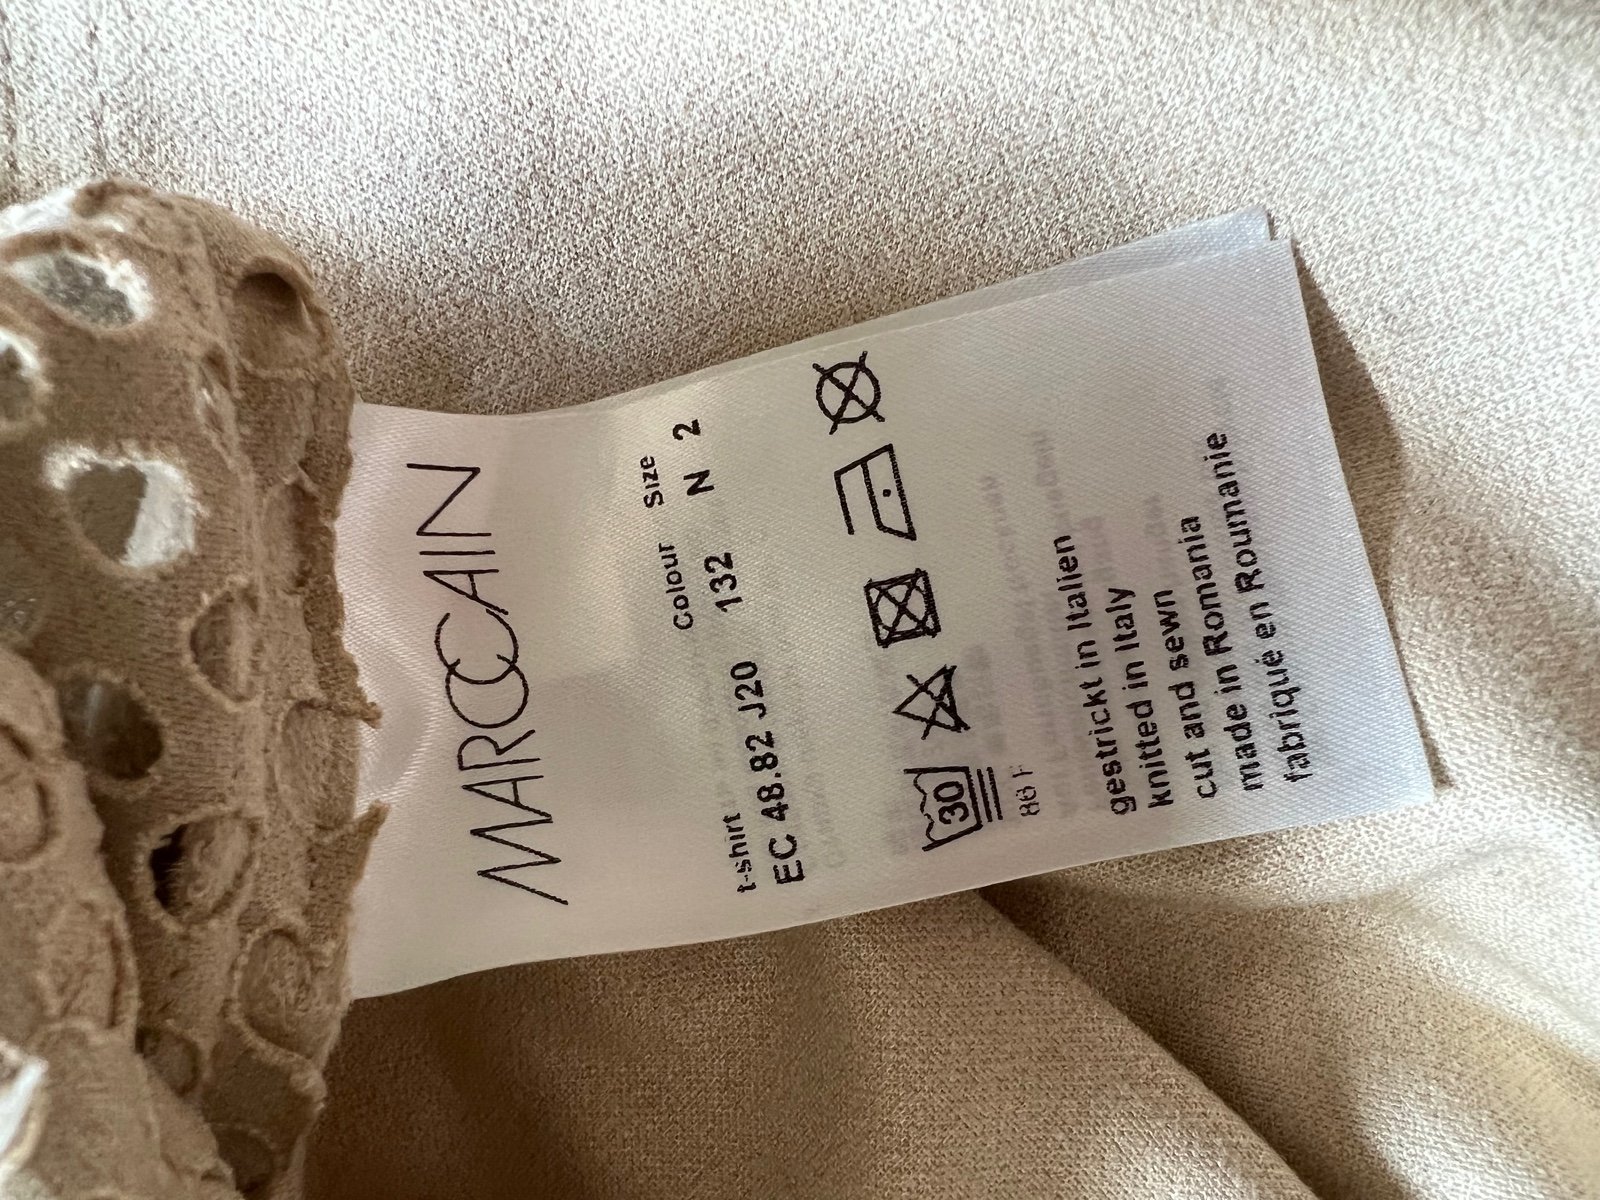 MARCCAIN
t-shirt Colour Size
EC 48.82 J20 132 N 2
30
gestrickt in Italien
knitted in Italy
cut and sewn
made in Romania
fabriqué en Roumanie